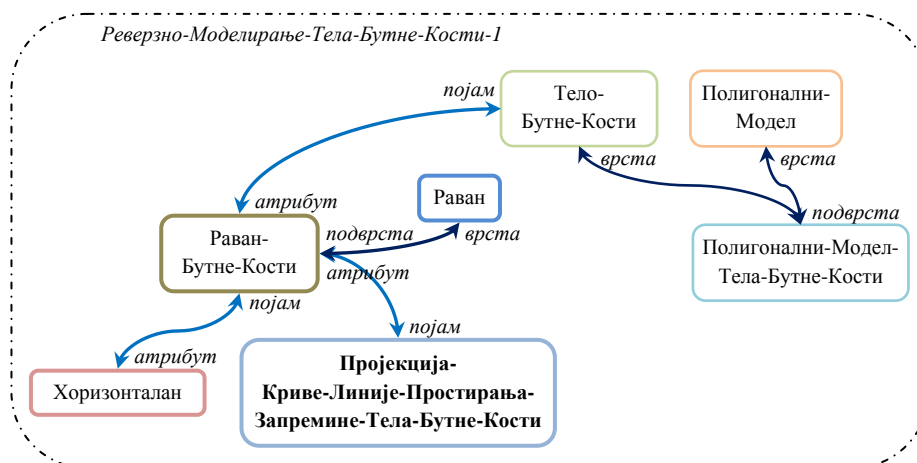 Реверзно-Моделирање-Тела-Бутне-Кости-1
појам
Тело-
Бутне-Кости
Полигонални-
Модел
врста
врста
атрибут
Раван
Раван-
Бутне-Кости
подврста
врста
атрибут
подврста
Полигонални-Модел-
Тела-Бутне-Кости
појам
појам
атрибут
Хоризонталан
Пројекција-
Криве-Линије-Простирања-
Запремине-Тела-Бутне-Кости